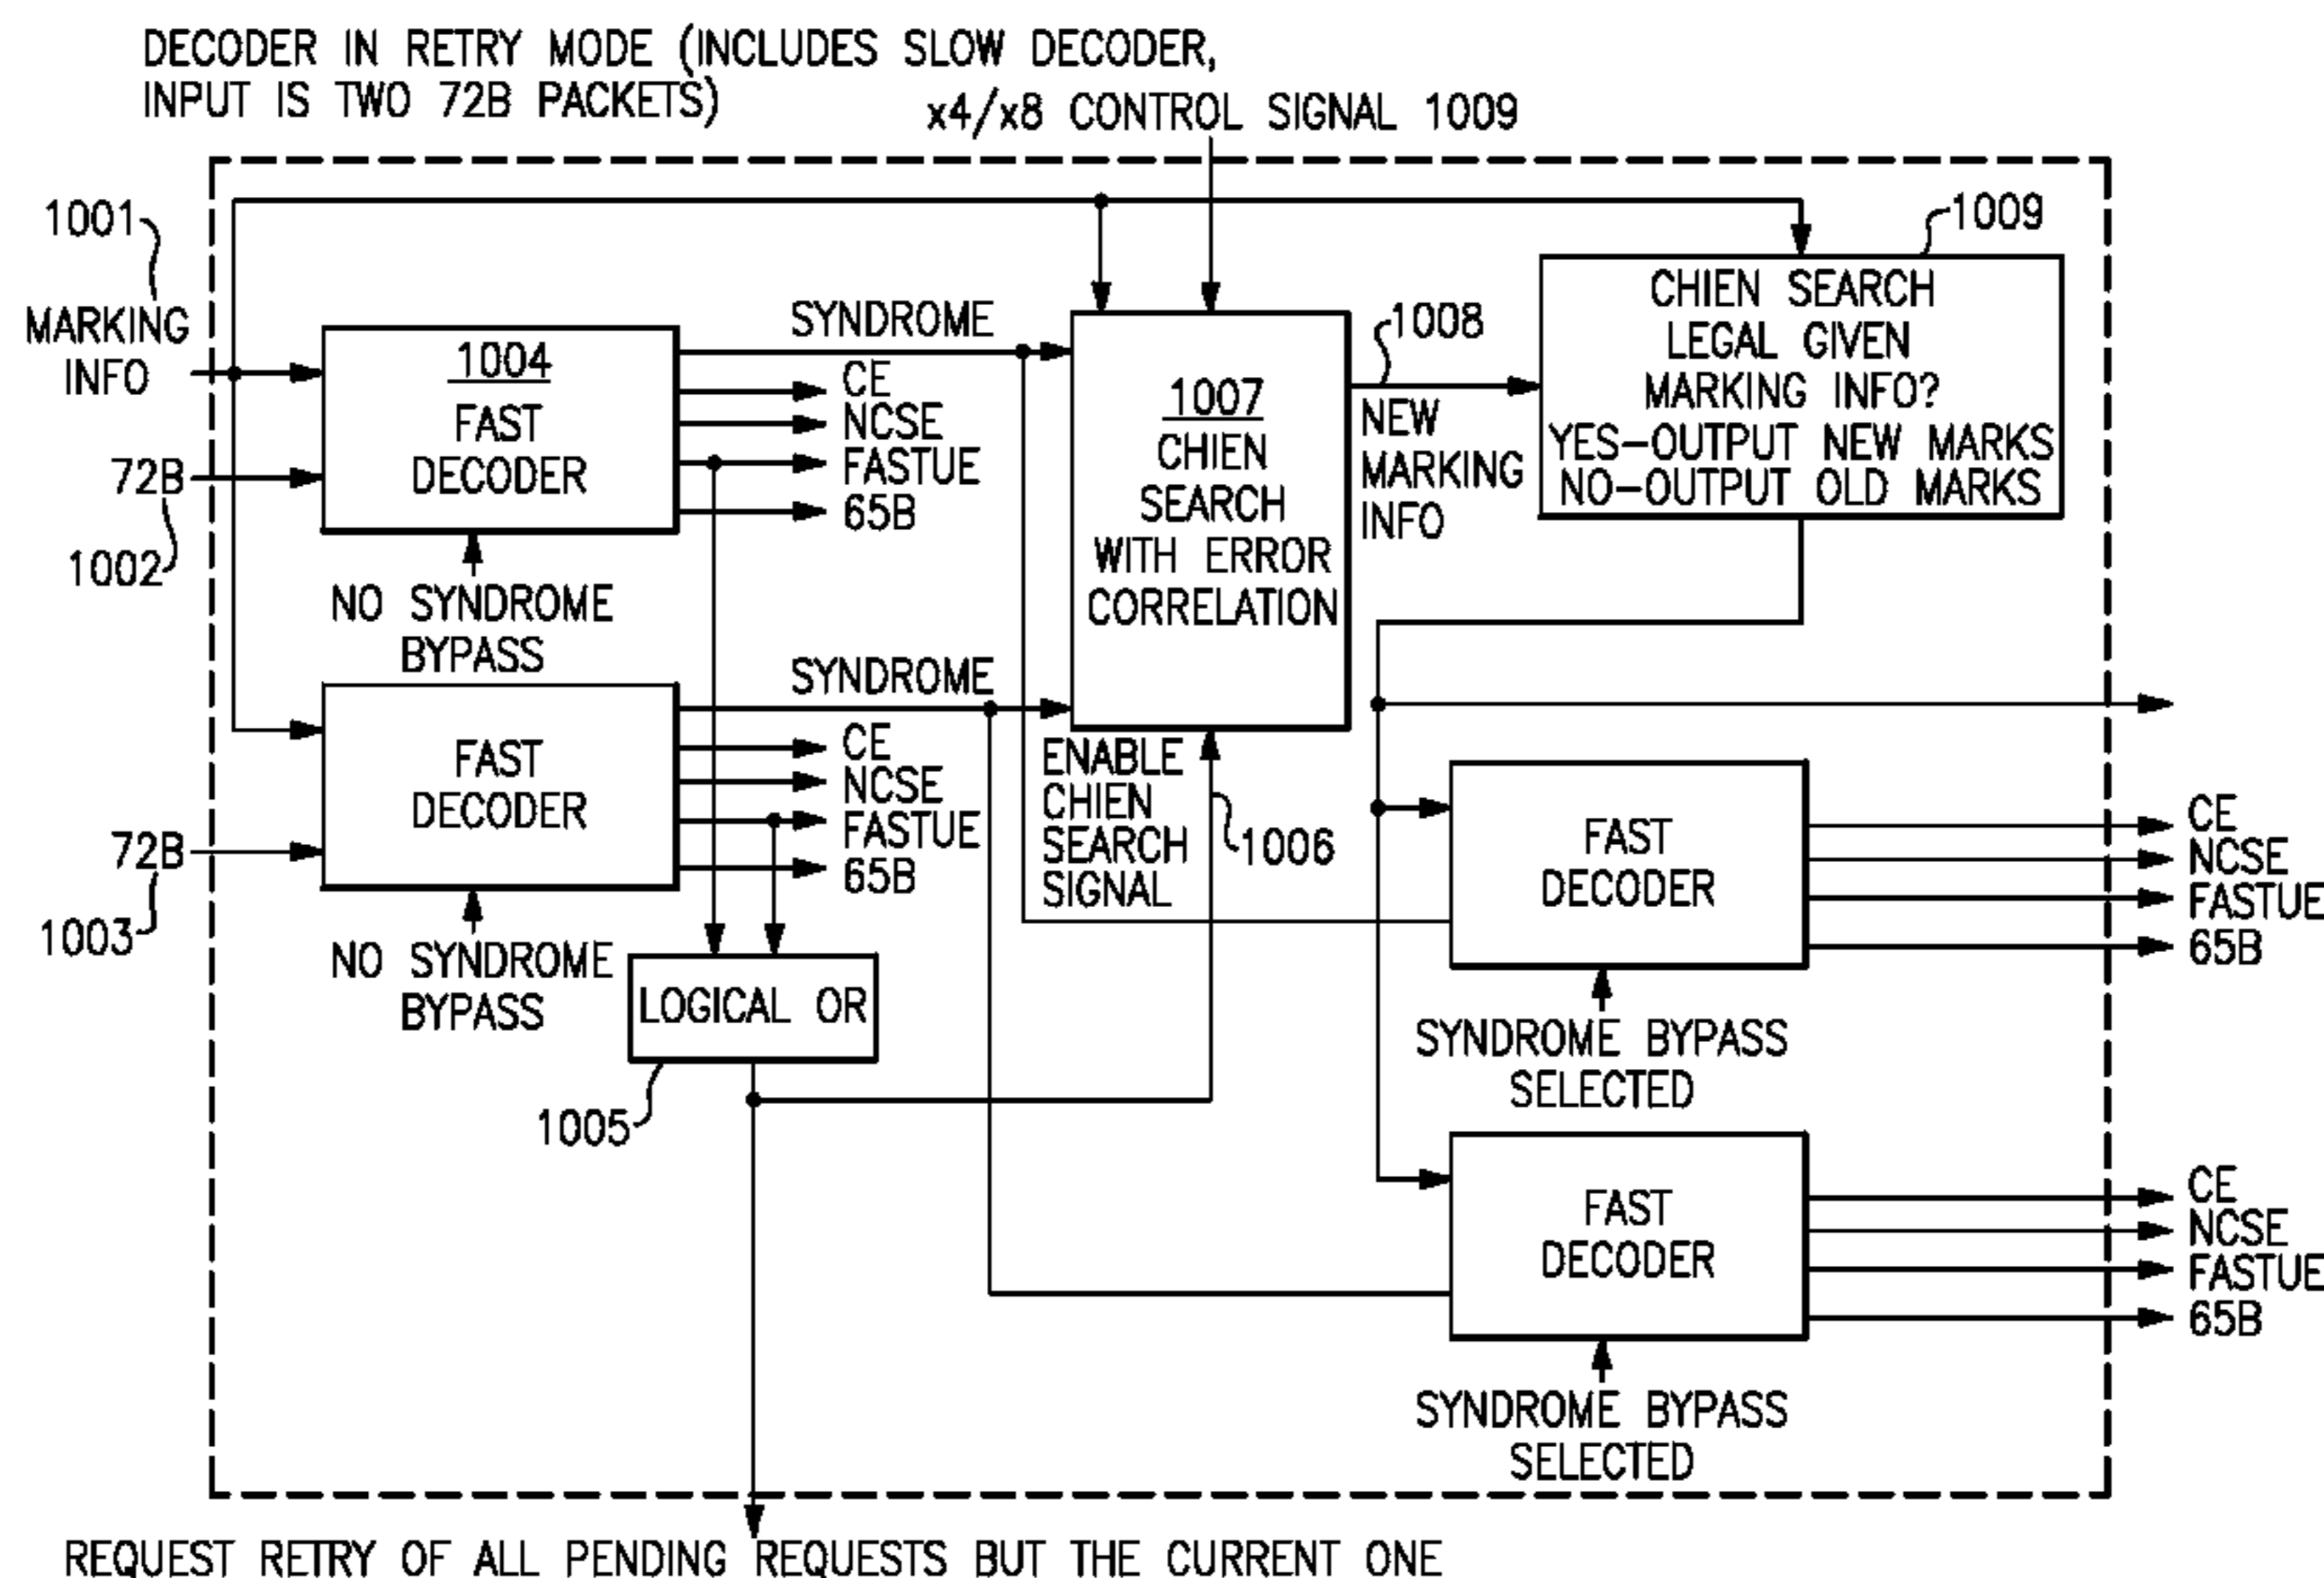 DECODER IN RETRY MODE (INCLUDES SLOW DECODER,
INPUT IS TWO 72B PACKETS)
x4/x8 CONTROL SIGNAL 1009
1001
MARKING
INFO
72B
1002
1004
FAST
DECODER
NO SYNDROME
BYPASS
SYNDROME
CE
NCSE
FASTUE
65B
72B
1003
FAST
DECODER
NO SYNDROME
BYPASS
SYNDROME
CE
NCSE
FASTUE
65B
LOGICAL OR
1005
1007
CHIEN
SEARCH
WITH ERROR
CORRELATION
ENABLE
CHIEN
SEARCH
SIGNAL
1006
1008
NEW
MARKING
INFO
1009
CHIEN SEARCH
LEGAL GIVEN
MARKING INFO?
YES-OUTPUT NEW MARKS
NO-OUTPUT OLD MARKS
FAST
DECODER
SYNDROME BYPASS
SELECTED
CE
NCSE
FASTUE
65B
FAST
DECODER
SYNDROME BYPASS
SELECTED
CE
NCSE
FASTUE
65B
REQUEST RETRY OF ALL PENDING REQUESTS BUT THE CURRENT ONE